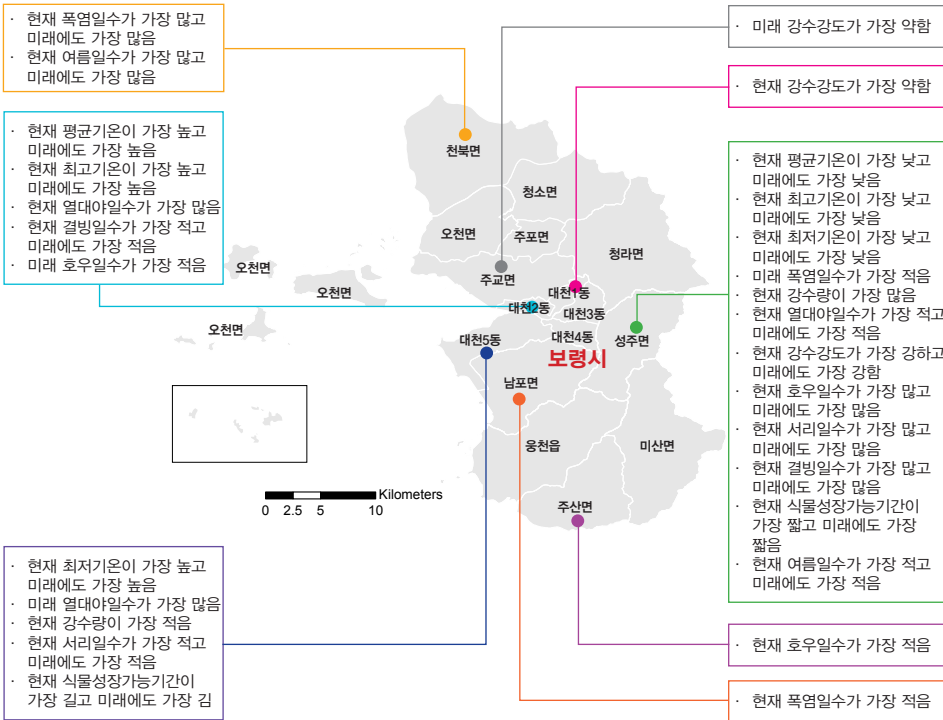 · 현재 폭염일수가 가장 많고
미래에도 가장 많음
· 현재 여름일수가 가장 많고
미래에도 가장 많음
· 현재 평균기온이 가장 높고
미래에도 가장 높음
· 현재 최고기온이 가장 높고
미래에도 가장 높음
· 현재 열대야일수가 가장 많음
· 현재 결빙일수가 가장 적고
미래에도 가장 적음
· 미래 호우일수가 가장 적음
· 현재 최저기온이 가장 높고
미래에도 가장 높음
· 미래 열대야일수가 가장 많음
· 현재 강수량이 가장 적음
· 현재 서리일수가 가장 적고
미래에도 가장 적음
· 현재 식물성장가능기간이
가장 길고 미래에도 가장 김
천북면
청소면
오천면
주포면
청라면
오천면
주교면
오천면
대천1동
대천2동
대천3동
오천면
대천5동
대천4동
성주면
보령시
남포면
웅천읍
미산면
주산면
Kilometers
0 2.5 5 10
· 미래 강수강도가 가장 약함
· 현재 강수강도가 가장 약함
· 현재 평균기온이 가장 낮고
미래에도 가장 낮음
· 현재 최고기온이 가장 낮고
미래에도 가장 낮음
· 현재 최저기온이 가장 낮고
미래에도 가장 낮음
· 미래 폭염일수가 가장 적음
· 현재 강수량이 가장 많음
· 현재 열대야일수가 가장 적고
미래에도 가장 적음
· 현재 강수강도가 가장 강하고
미래에도 가장 강함
· 현재 호우일수가 가장 많고
미래에도 가장 많음
· 현재 서리일수가 가장 많고
미래에도 가장 많음
· 현재 결빙일수가 가장 많고
미래에도 가장 많음
· 현재 식물성장가능기간이
가장 짧고 미래에도 가장
짧음
· 현재 여름일수가 가장 적고
미래에도 가장 적음
· 현재 호우일수가 가장 적음
· 현재 폭염일수가 가장 적음